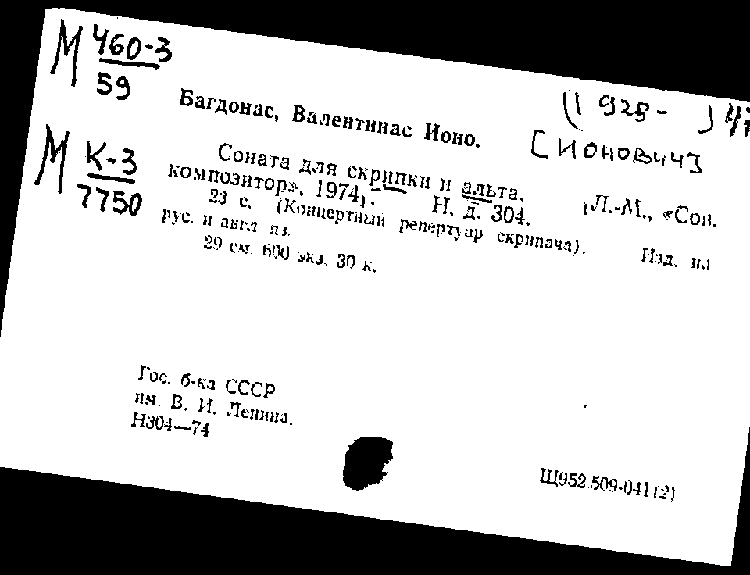 М 460-3
59
(1925-
Багдонас, Валентинас Ионо.
[ИОНОВИЧ]
М К-3
7750
Соната для скрипки и альта. Л.-М., «Сов.
композитор», 1974. Н. д. 304.
23 с. (Концертный репертуар скрипача). Изд. на
рус. и англ яз.
29 см. 600 экз. 30 к.
Гос. б-ка СССР
им. В. И. Ленина.
Н304—74
Щ952.509-041(2)